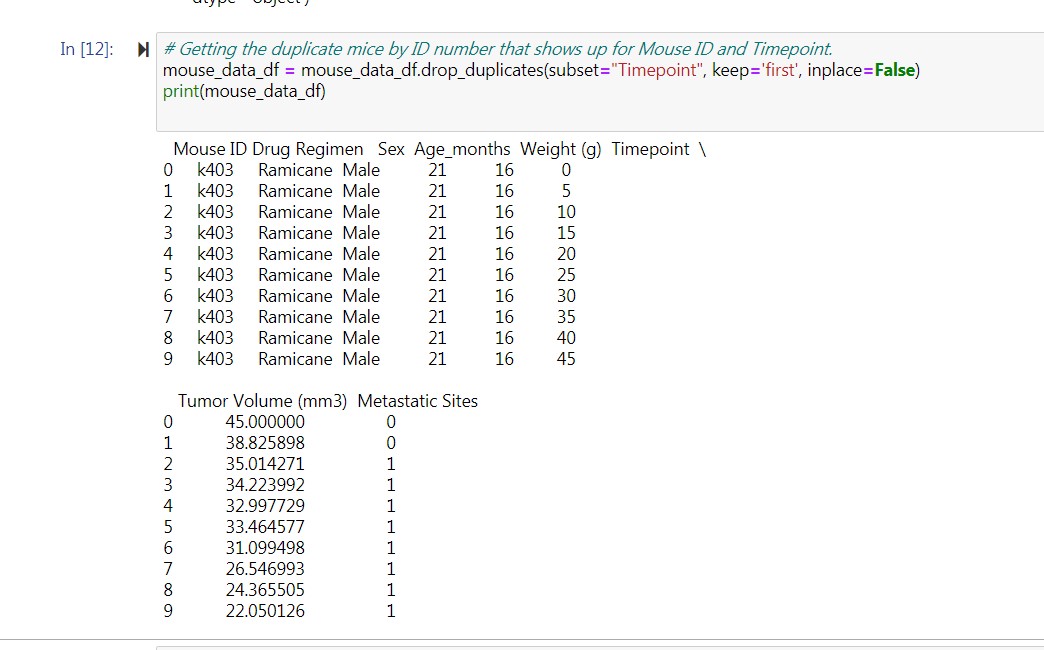 In [12]:
# Getting the duplicate mice by ID number that shows up for Mouse ID and Timepoint.
mouse_data_df = mouse_data_df.drop_duplicates(subset="Timepoint", keep='first', inplace=False)
print(mouse_data_df)
Mouse ID Drug Regimen Sex Age_months Weight (g) Timepoint \
0 k403 Ramicane Male 21 16 0
1 k403 Ramicane Male 21 16 5
2 k403 Ramicane Male 21 16 10
3 k403 Ramicane Male 21 16 15
4 k403 Ramicane Male 21 16 20
5 k403 Ramicane Male 21 16 25
6 k403 Ramicane Male 21 16 30
7 k403 Ramicane Male 21 16 35
8 k403 Ramicane Male 21 16 40
9 k403 Ramicane Male 21 16 45
Tumor Volume (mm3) Metastatic Sites
0 45.000000 0
1 38.825898 0
2 35.014271 1
3 34.223992 1
4 32.997729 1
5 33.464577 1
6 31.099498 1
7 26.546993 1
8 24.365505 1
9 22.050126 1